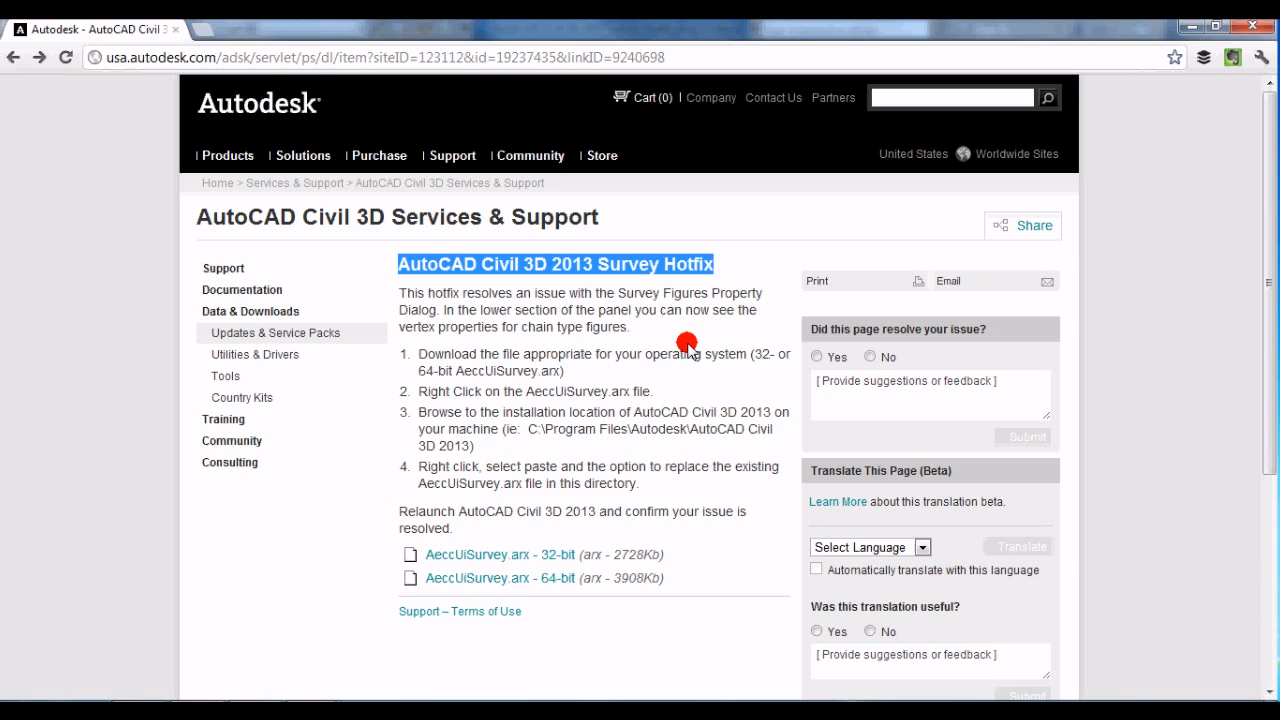 Autodesk - AutoCAD Civil 3
usa.autodesk.com/adsk/servlet/ps/dl/item?siteID=123112&id=19237435&linkID=9240698
Autodesk®
Cart (0) | Company Contact Us Partners
| Products | Solutions | Purchase | Support | Community | Store
United States Worldwide Sites
Home > Services & Support > AutoCAD Civil 3D Services & Support
AutoCAD Civil 3D Services & Support
Share
Support
Documentation
Data & Downloads
Updates & Service Packs
Utilities & Drivers
Tools
Country Kits
Training
Community
Consulting
AutoCAD Civil 3D 2013 Survey Hotfix
This hotfix resolves an issue with the Survey Figures Property
Dialog. In the lower section of the panel you can now see the
vertex properties for chain type figures.
1. Download the file appropriate for your operating system (32- or
64-bit AeccUiSurvey.arx)
2. Right Click on the AeccUiSurvey.arx file.
3. Browse to the installation location of AutoCAD Civil 3D 2013 on
your machine (ie: C:\Program Files\Autodesk\AutoCAD Civil
3D 2013)
4. Right click, select paste and the option to replace the existing
AeccUiSurvey.arx file in this directory.
Relaunch AutoCAD Civil 3D 2013 and confirm your issue is
resolved.
AeccUiSurvey.arx - 32-bit (arx - 2728Kb)
AeccUiSurvey.arx - 64-bit (arx - 3908Kb)
Support – Terms of Use
Print
Email
Did this page resolve your issue?
Yes No
[ Provide suggestions or feedback ]
Submit
Translate This Page (Beta)
Learn More about this translation beta.
Select Language
Translate
Automatically translate with this language
Was this translation useful?
Yes No
[ Provide suggestions or feedback ]
Submit